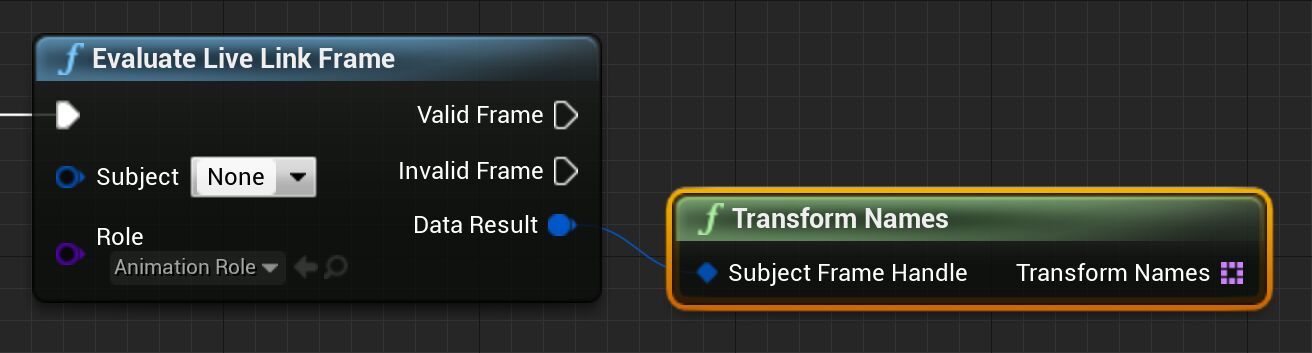 Evaluate Live Link Frame
Valid Frame
Subject None
Invalid Frame
Data Result
Role
Animation Role
Transform Names
Subject Frame Handle Transform Names